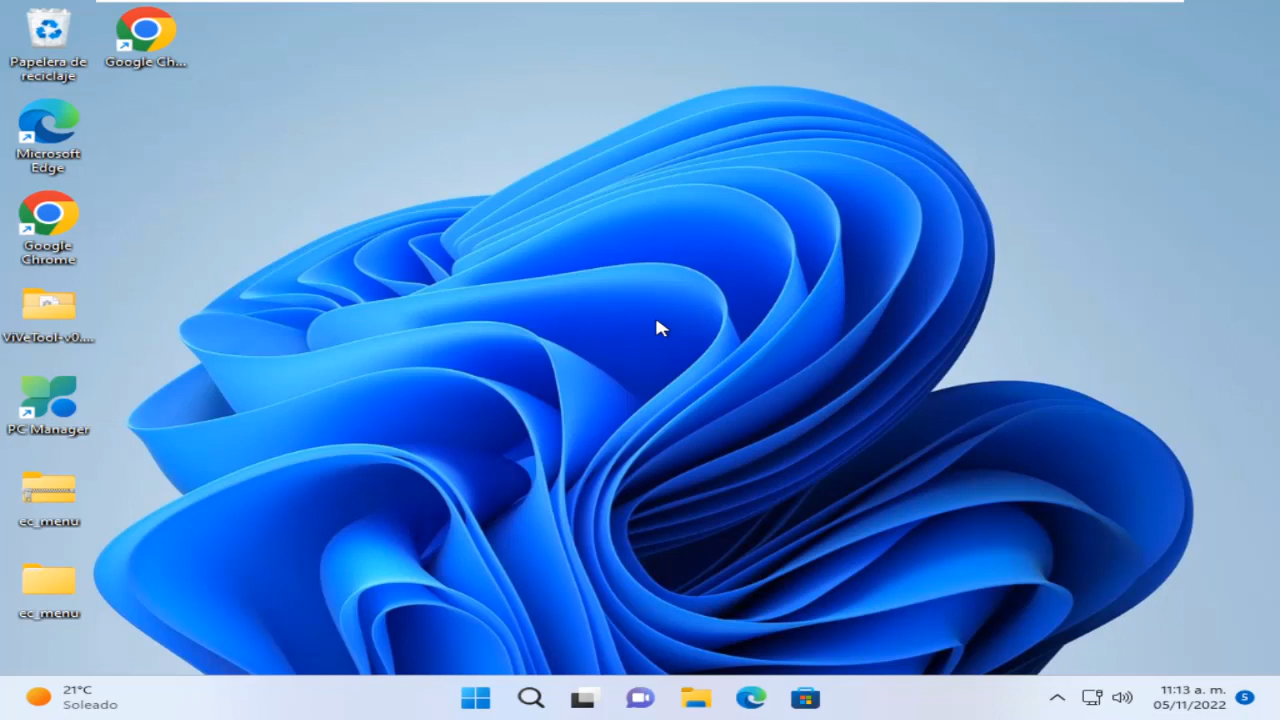 Papelera de
reciclaje
Google Ch...
Microsoft
Edge
Google
Chrome
ViVeTool-v0....
PC Manager
ec_menu
ec_menu
21°C
Soleado
11:13 a. m.
05/11/2022
5